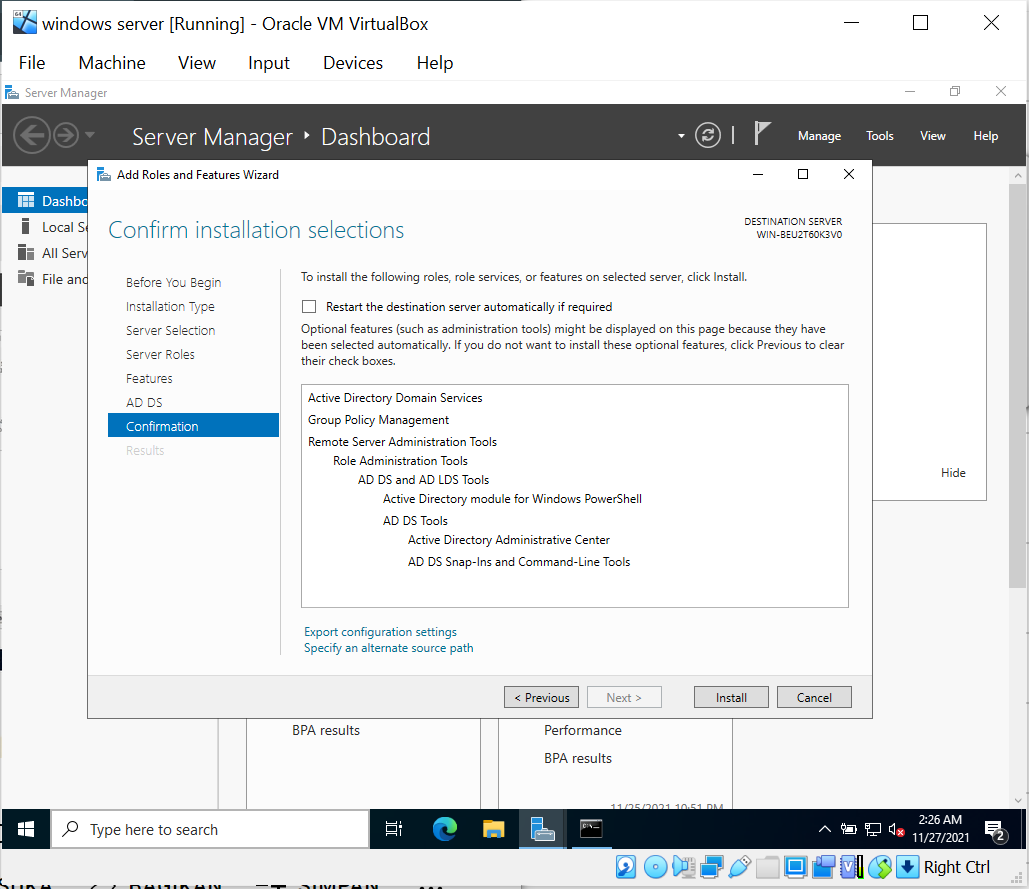 windows server [Running] - Oracle VM VirtualBox
File Machine View Input Devices Help
Server Manager
Server Manager Dashboard
Manage Tools View Help
Add Roles and Features Wizard
Dashbo
Local Se
All Serv
File and
Confirm installation selections
DESTINATION SERVER
WIN-8EU2T60K3V0
Before You Begin
Installation Type
Server Selection
Server Roles
Features
AD DS
Confirmation
Results
To install the following roles, role services, or features on selected server, click Install.
Restart the destination server automatically if required
Optional features (such as administration tools) might be displayed on this page because they have
been selected automatically. If you do not want to install these optional features, click Previous to clear
their check boxes.
Active Directory Domain Services
Group Policy Management
Remote Server Administration Tools
Role Administration Tools
AD DS and AD LDS Tools
Active Directory module for Windows PowerShell
AD DS Tools
Active Directory Administrative Center
AD DS Snap-Ins and Command-Line Tools
Export configuration settings
Specify an alternate source path
Hide
< Previous Next > Install Cancel
BPA results
Performance
BPA results
11/25/2021 10:51 PM
Type here to search
2:26 AM
11/27/2021
2
Right Ctrl
SUKA 22 BAGIKAN SIMPAN